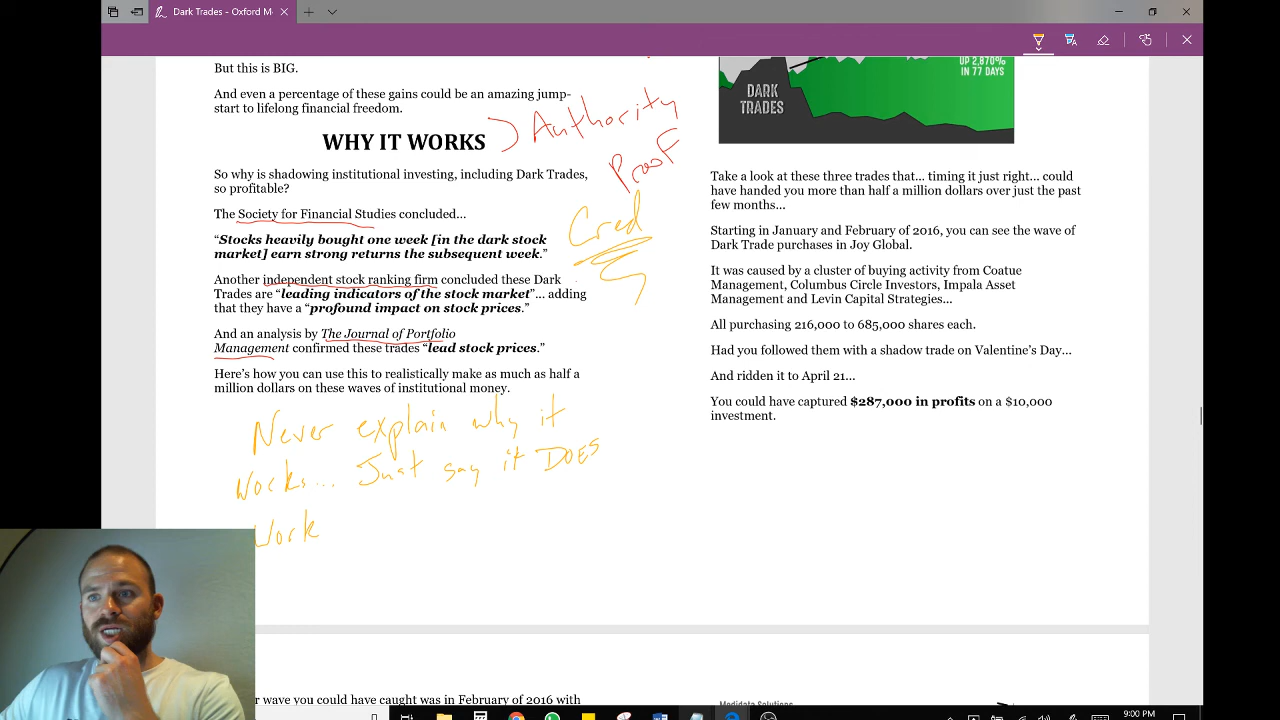 Dark Trades - Oxford M
But this is BIG.
And even a percentage of these gains could be an amazing jump-
start to lifelong financial freedom.
WHY IT WORKS
Authority
Proof
So why is shadowing institutional investing, including Dark Trades,
so profitable?
The Society for Financial Studies concluded...
Cred
“Stocks heavily bought one week [in the dark stock
market] earn strong returns the subsequent week.”
Another independent stock ranking firm concluded these Dark
Trades are “leading indicators of the stock market”... adding
that they have a “profound impact on stock prices.”
And an analysis by The Journal of Portfolio
Management confirmed these trades “lead stock prices.”
Here’s how you can use this to realistically make as much as half a
million dollars on these waves of institutional money.
Never explain why it
Works... Just say it DOES
Work
UP 2,870%
IN 77 DAYS
DARK
TRADES
Take a look at these three trades that... timing it just right... could
have handed you more than half a million dollars over just the past
few months...
Starting in January and February of 2016, you can see the wave of
Dark Trade purchases in Joy Global.
It was caused by a cluster of buying activity from Coatue
Management, Columbus Circle Investors, Impala Asset
Management and Levin Capital Strategies...
All purchasing 216,000 to 685,000 shares each.
Had you followed them with a shadow trade on Valentine’s Day...
And ridden it to April 21...
You could have captured $287,000 in profits on a $10,000
investment.
wave you could have caught was in February of 2016 with
Medidata Solutions
9:00 PM